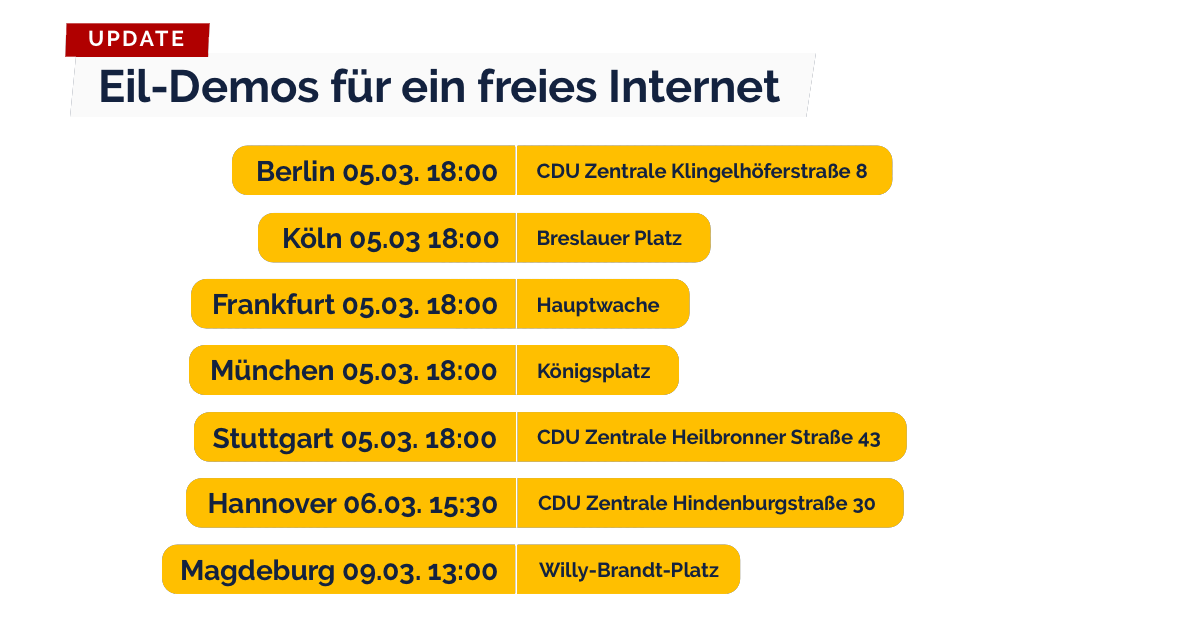 UPDATE
Eil-Demos für ein freies Internet
Berlin 05.03. 18:00 CDU Zentrale Klingelhöferstraße 8
Köln 05.03 18:00 Breslauer Platz
Frankfurt 05.03. 18:00 Hauptwache
München 05.03. 18:00 Königsplatz
Stuttgart 05.03. 18:00 CDU Zentrale Heilbronner Straße 43
Hannover 06.03. 15:30 CDU Zentrale Hindenburgstraße 30
Magdeburg 09.03. 13:00 Willy-Brandt-Platz